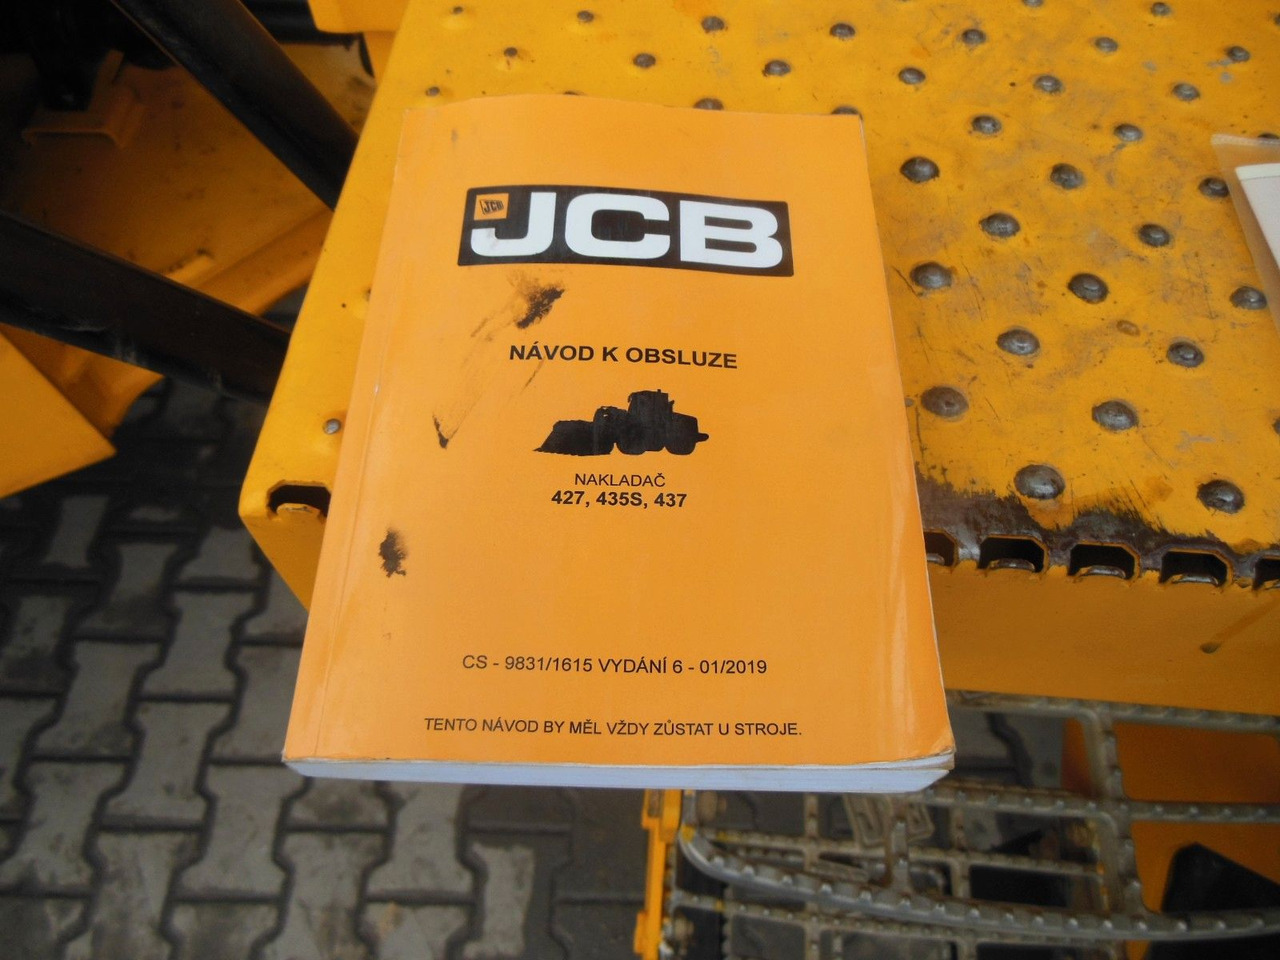 JCB
JCB
NÁVOD K OBSLUZE
NAKLADAČ
427, 435S, 437
CS - 9831/1615 VYDÁNÍ 6 - 01/2019
TENTO NÁVOD BY MĚL VŽDY ZŮSTAT U STROJE.